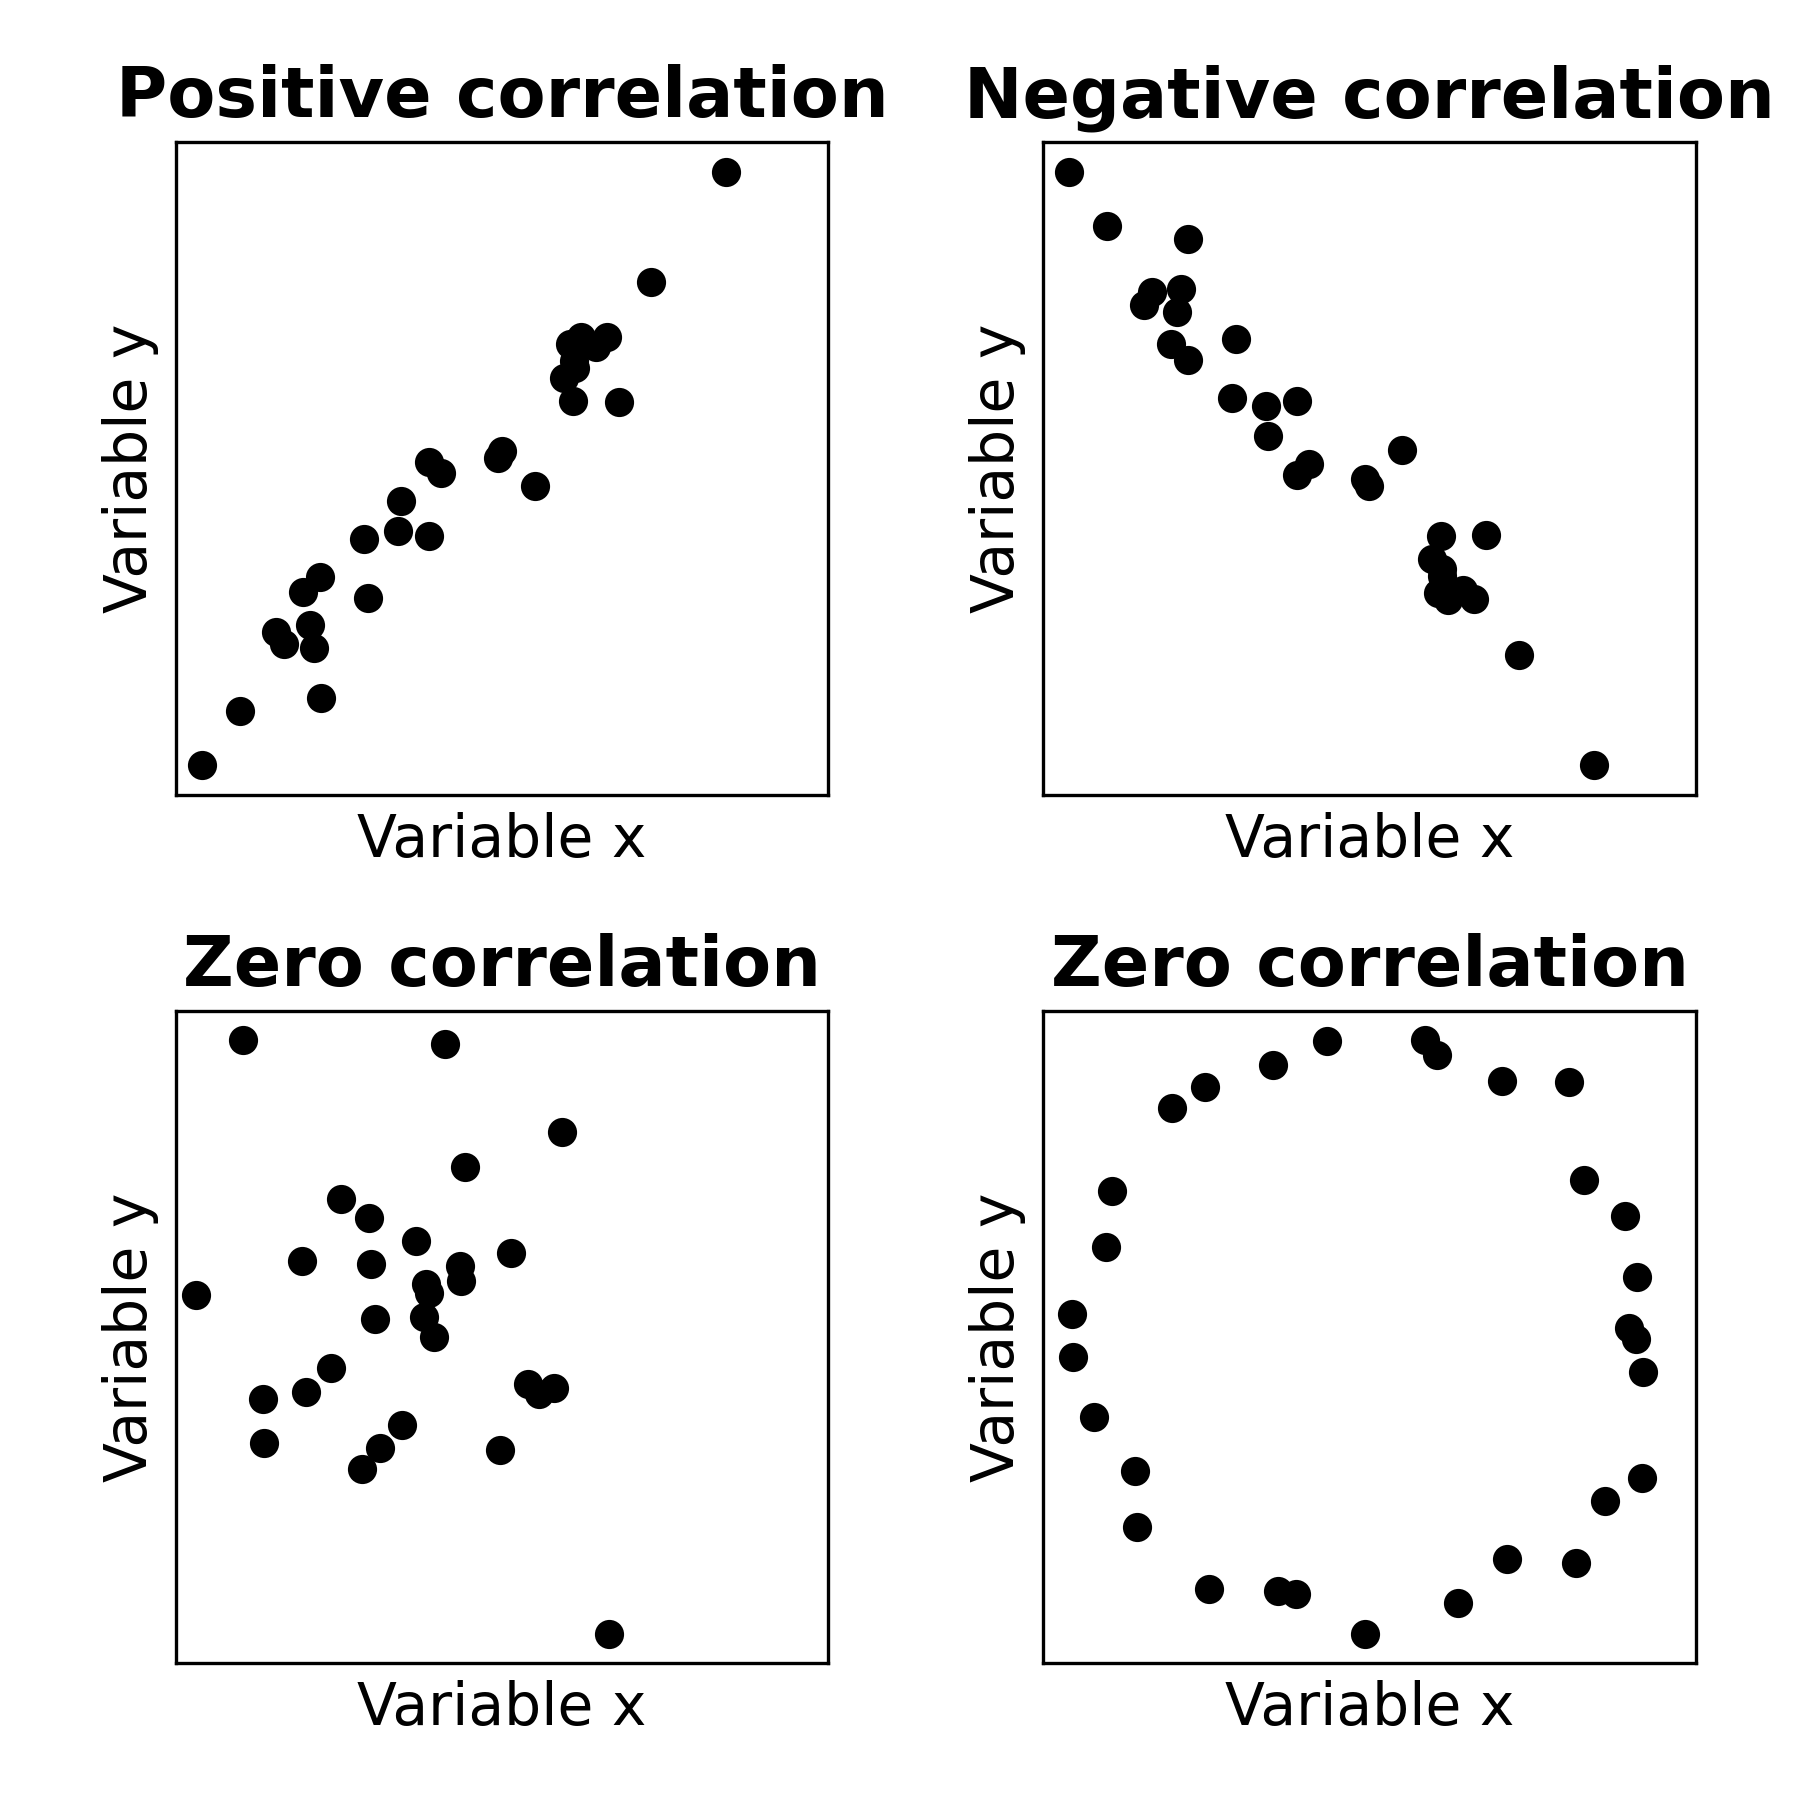 Positive correlation
Variable y
Variable x
Negative correlation
Variable y
Variable x
Zero correlation
Variable y
Variable x
Zero correlation
Variable y
Variable x